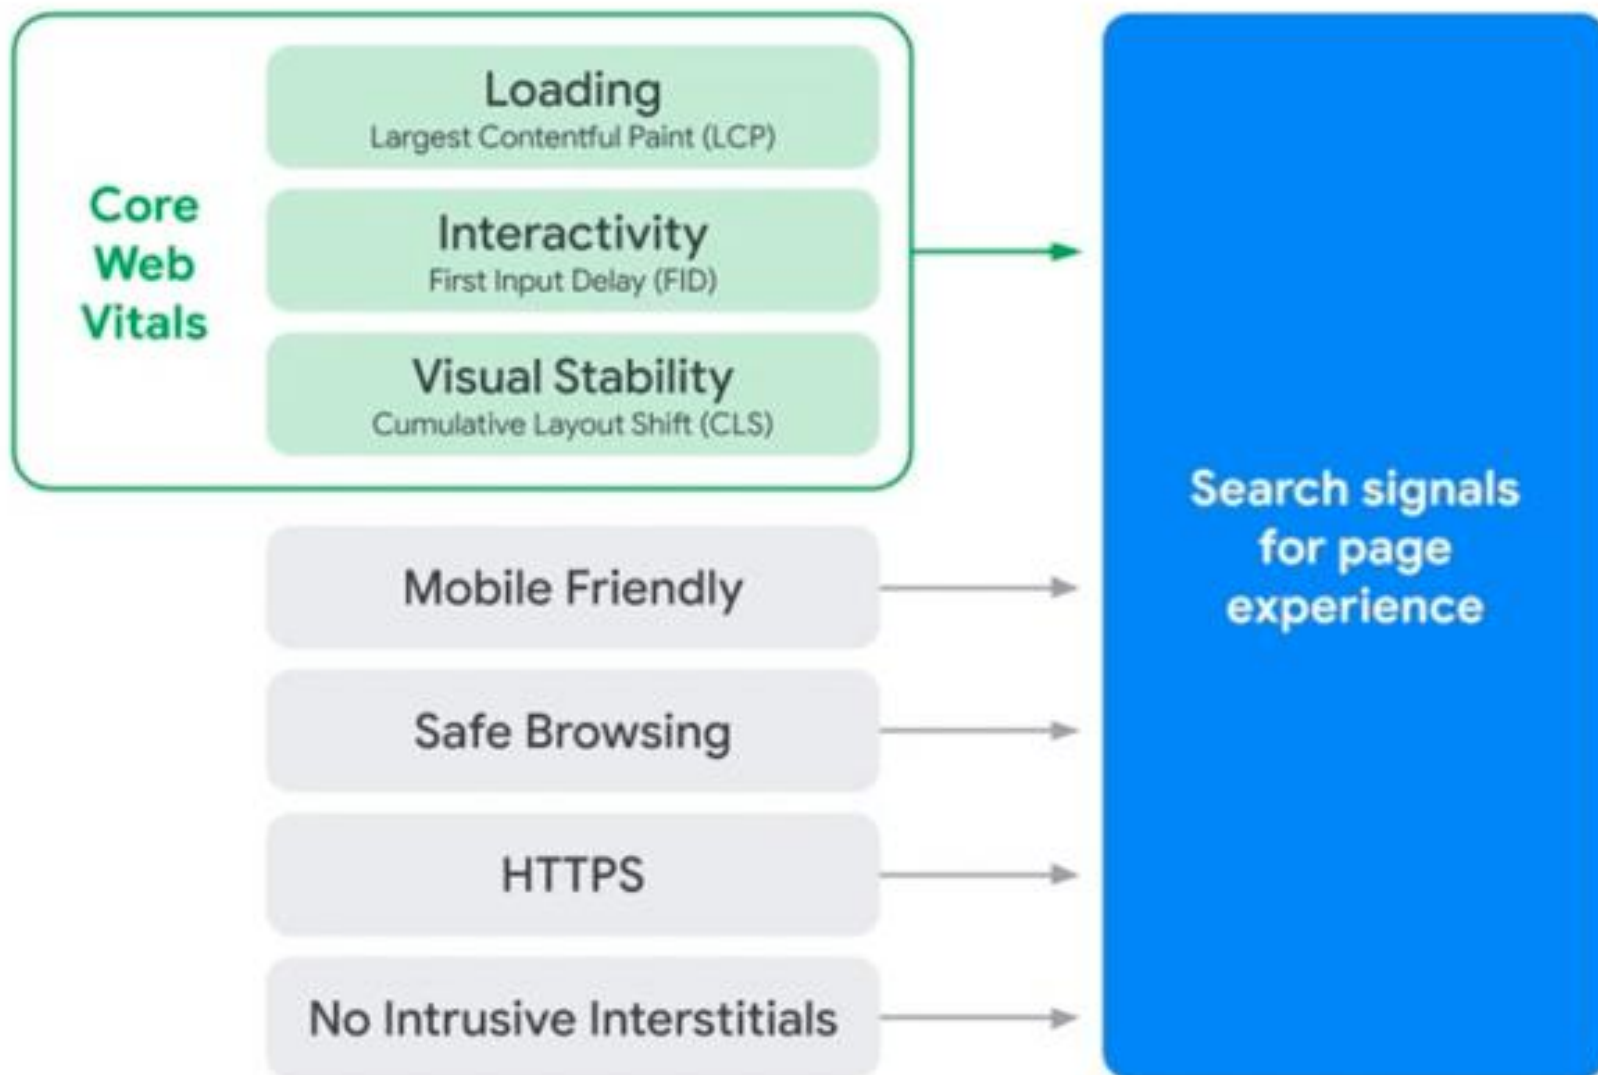 Core
Web
Vitals
Loading
Largest Contentful Paint (LCP)
Interactivity
First Input Delay (FID)
Visual Stability
Cumulative Layout Shift (CLS)
Mobile Friendly
Safe Browsing
HTTPS
No Intrusive Interstitials
Search signals
for page
experience